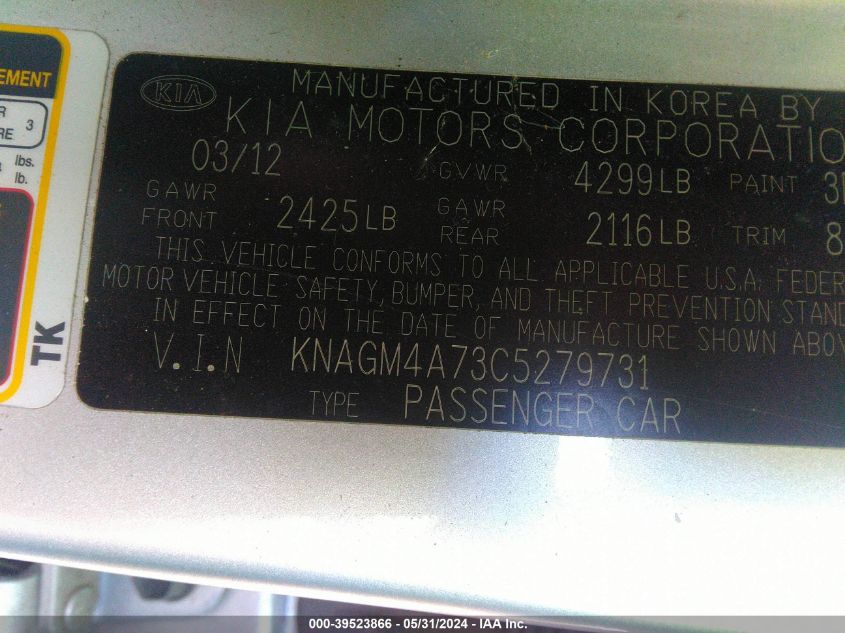 EMENT
R
RE 3
lbs.
lb.
TK
KIA
MANUFACTURED IN KOREA BY
KIA MOTORS CORPORATIO
03/12 GVWR 4299LB PAINT 3
GAWR FRONT 2425LB GAWR REAR 2116LB TRIM 8
THIS VEHICLE CONFORMS TO ALL APPLICABLE U.S.A. FEDER
MOTOR VEHICLE SAFETY, BUMPER, AND THEFT PREVENTION STAND
IN EFFECT ON THE DATE OF MANUFACTURE SHOWN ABOV
V.I.N KNAGM4A73C5279731
TYPE PASSENGER CAR
000-39523866 - 05/31/2024 - IAA Inc.